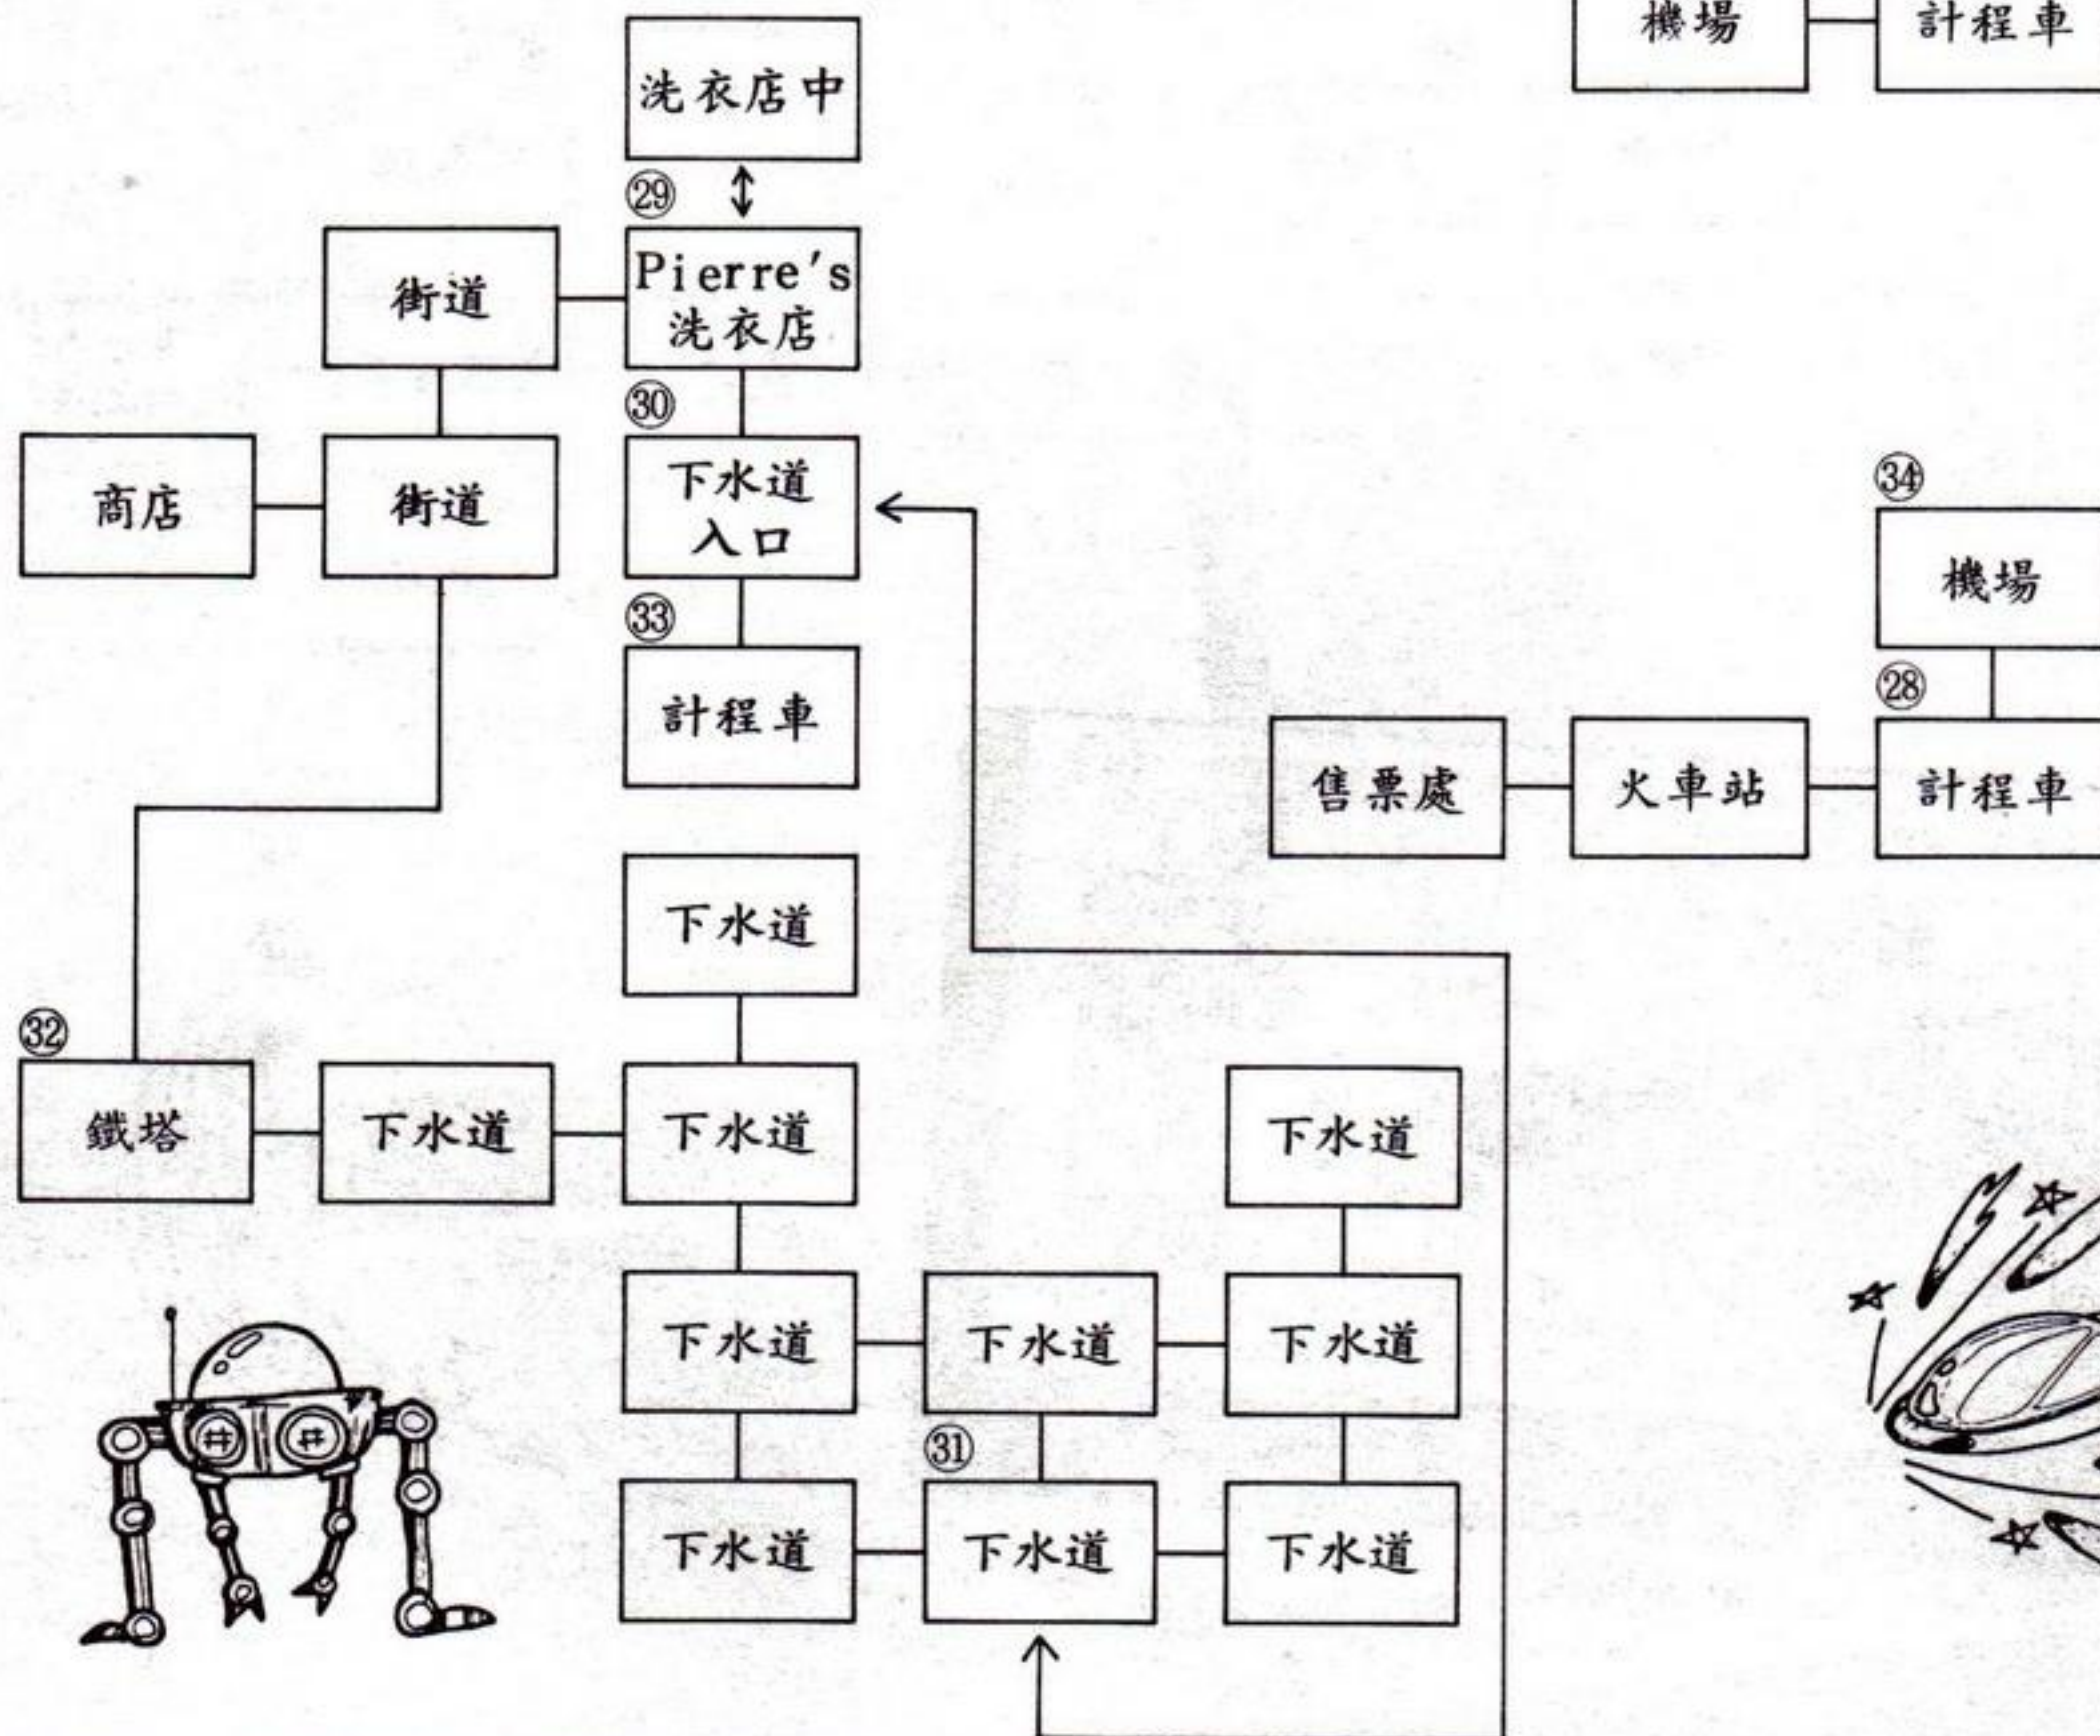 機場
計程車
洗衣店中
㉙
街道
Pierre's
洗衣店
㉚
商店
街道
下水道
入口
㉞
機場
㉝
計程車
㉘
售票處
火車站
計程車
下水道
㉜
鐵塔
下水道
下水道
下水道
下水道
下水道
下水道
㉛
下水道
下水道
下水道